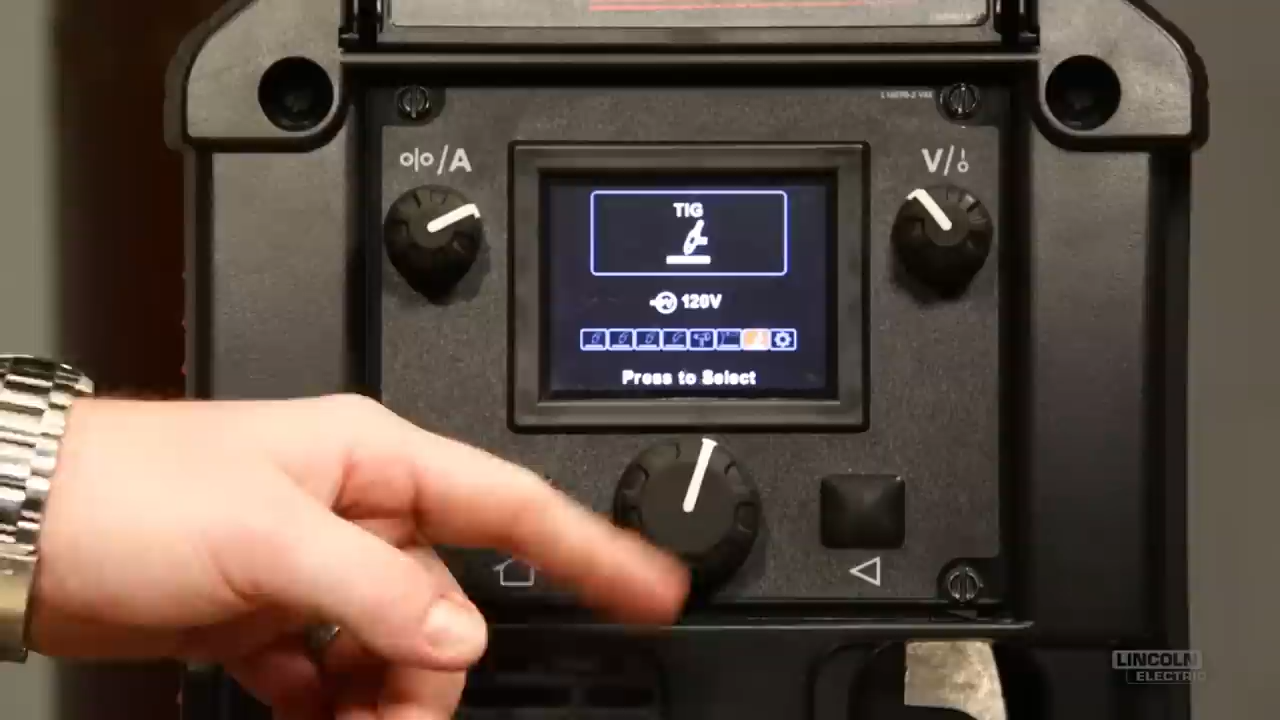 /A
V/
TIG
120V
Press to Select
LINCOLN
ELECTRIC